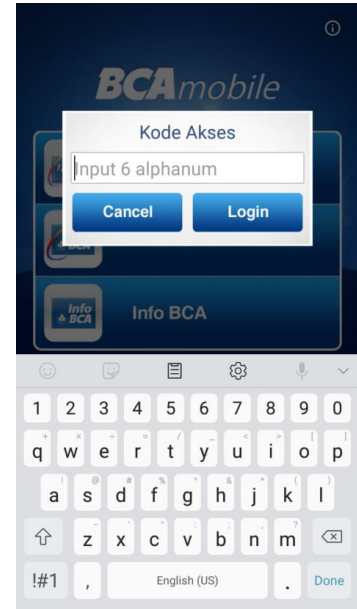 BCAmobile
Kode Akses
Input 6 alphanum
Cancel Login
Info BCA Info BCA
1 2 3 4 5 6 7 8 9 0
q w e r t y u i o p
a s d f g h j k l
z x c v b n m
!#1 , English (US) . Done